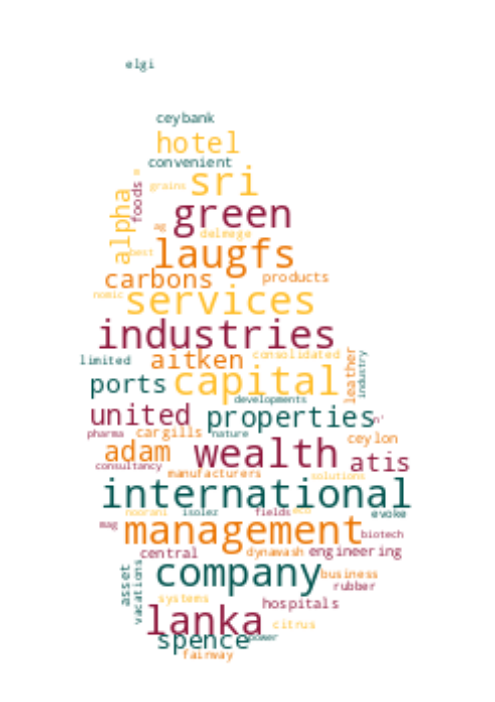 elgi
ceybank
hotel
convenient
grains sri
alpha foods
green
ag delmege
best laugfs
carbons products
nomic services
industries
limited aitken consolidated
ports capital leather industry
developments
united properties n'
pharma cargills nature
adam wealth ceylon
consultancy atis
manufacturers solutions
international
noorani isolez fields eco evoke
mag management biotech
central dynawash engineering
asset vacations company business
rubber
systems hospitals
lanka citrus
spence power
fairway